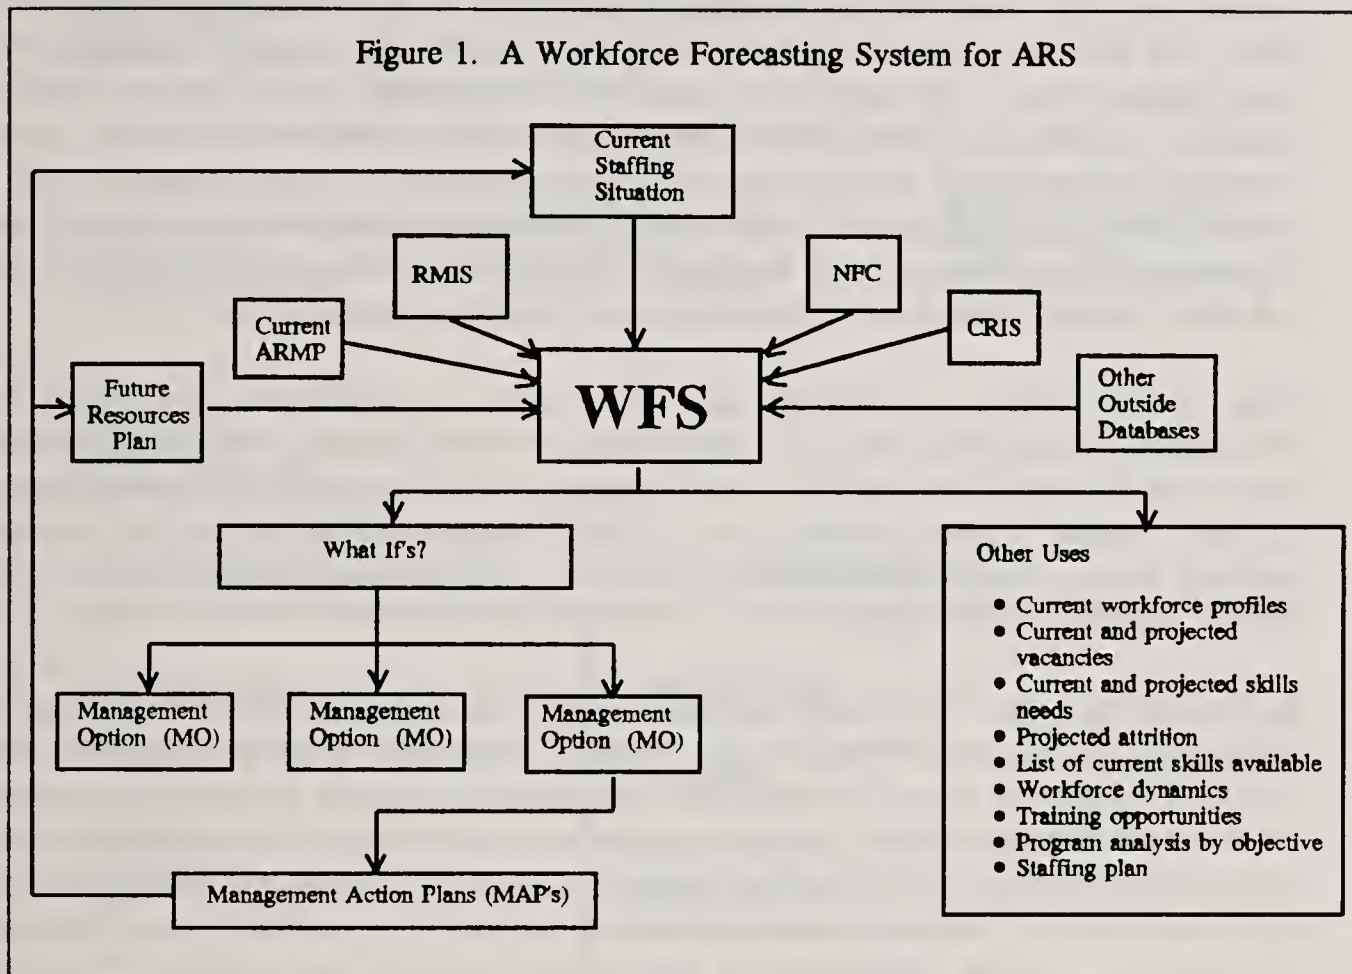 Figure 1. A Workforce Forecasting System for ARS
Current
Staffing
Situation
RMIS
NFC
Current
ARMP
CRIS
Future
Resources
Plan
WFS
Other
Outside
Databases
What If's?
Other Uses
• Current workforce profiles
• Current and projected
vacancies
• Current and projected skills
needs
• Projected attrition
• List of current skills available
• Workforce dynamics
• Training opportunities
• Program analysis by objective
• Staffing plan
Management
Option (MO)
Management
Option (MO)
Management
Option (MO)
Management Action Plans (MAP's)